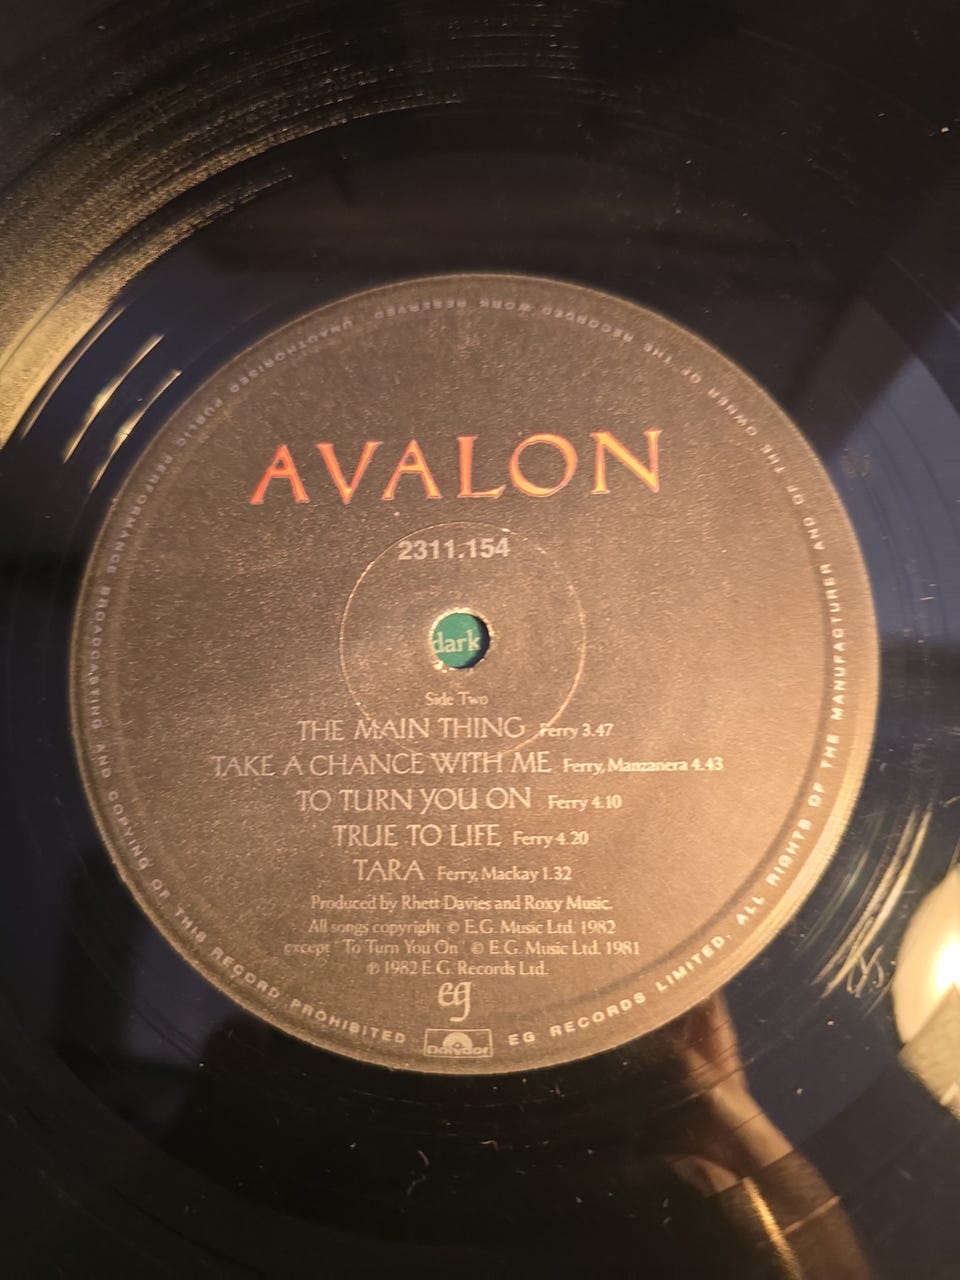 AVALON
2311.154
dark
Side Two
THE MAIN THING Ferry 3.47
TAKE A CHANCE WITH ME Ferry, Manzanera 4.43
TO TURN YOU ON Ferry 4.10
TRUE TO LIFE Ferry 4.20
TARA Ferry, Mackay 1.32
Produced by Rhett Davies and Roxy Music.
All songs copyright © E.G. Music Ltd. 1982
except 'To Turn You On' © E.G. Music Ltd. 1981
℗ 1982 E.G. Records Ltd.
eg
Polydor
EG RECORDS LIMITED. ALL RIGHTS OF THE MANUFACTURER AND OF THE OWNER OF THE RECORDED WORK RESERVED. UNAUTHORISED PUBLIC PERFORMANCE BROADCASTING AND COPYING OF THIS RECORD PROHIBITED